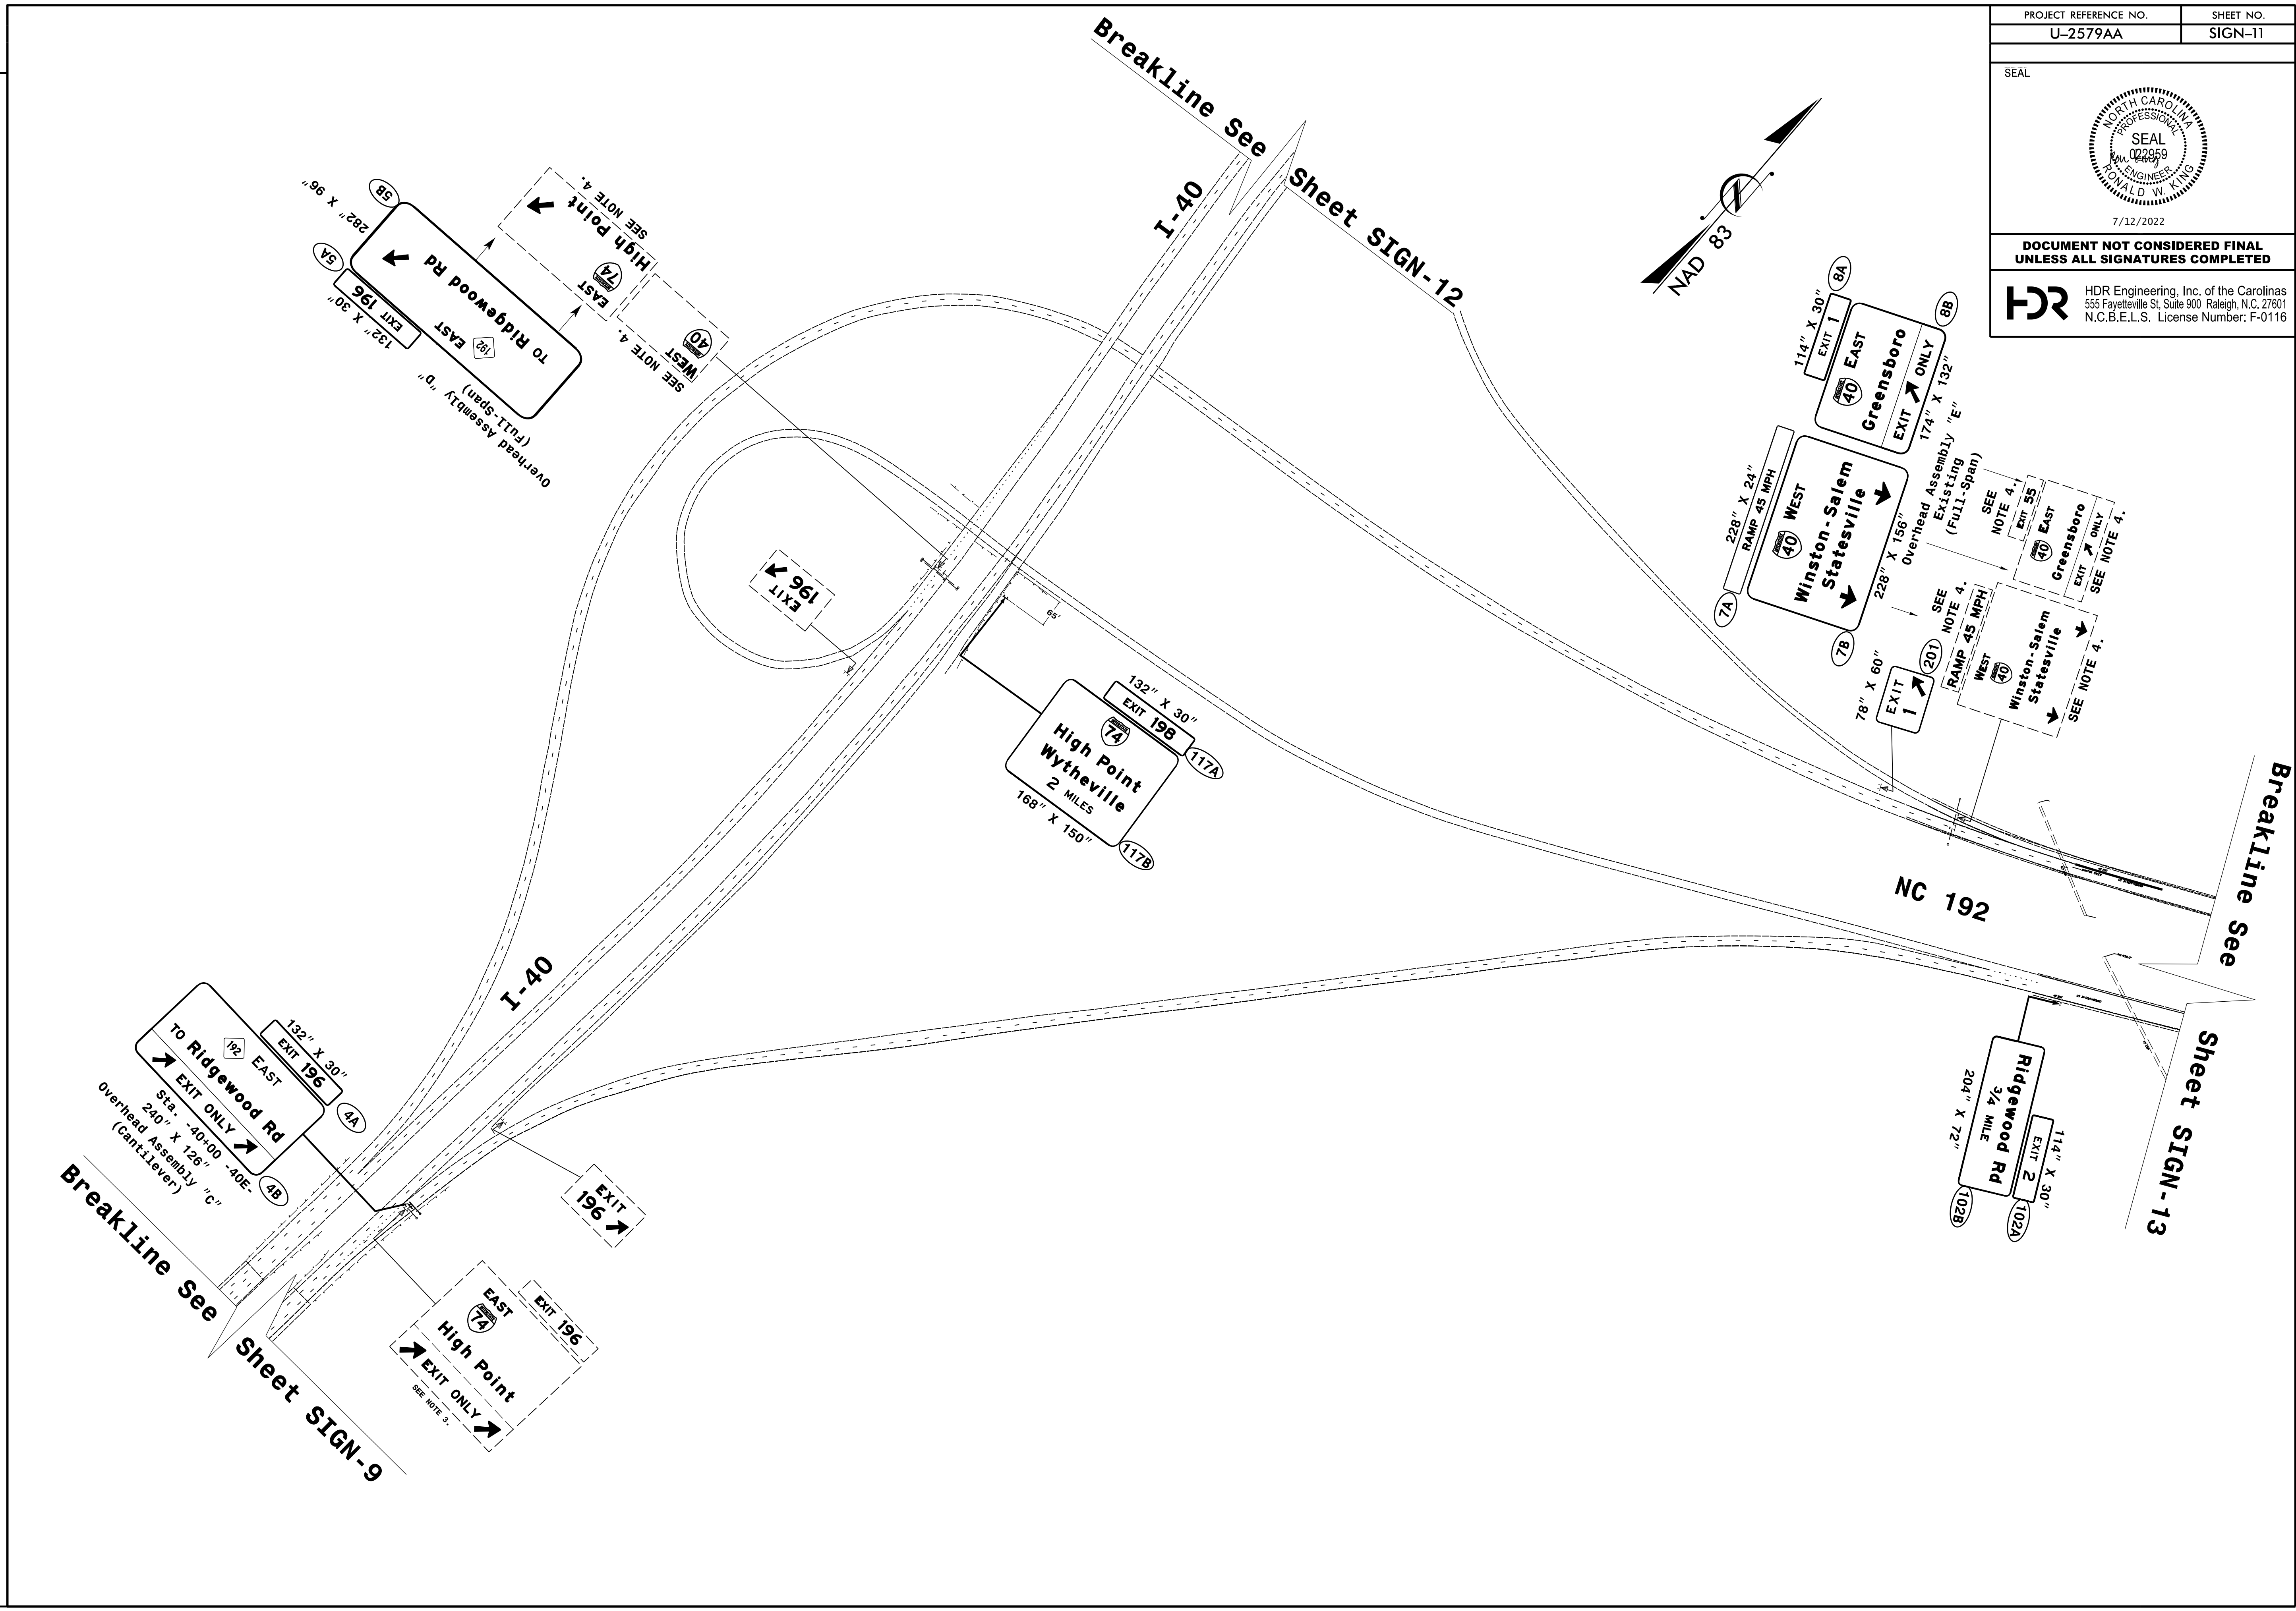 PROJECT REFERENCE NO.
SHEET NO.
U–2579AA
SIGN–11
SEAL
NORTH CAROLINA
PROFESSIONAL
SEAL
022959
ENGINEER
RONALD W. KING
7/12/2022
DOCUMENT NOT CONSIDERED FINAL
UNLESS ALL SIGNATURES COMPLETED
HDR
HDR Engineering, Inc. of the Carolinas
555 Fayetteville St, Suite 900 Raleigh, N.C. 27601
N.C.B.E.L.S. License Number: F-0116
Breakline See
Sheet SIGN-12
I-40
NAD 83
5B
282" X 96"
5A
132" X 30"
EXIT 196
192 EAST
TO Ridgewood Rd
Overhead Assembly "D"
(Full-Span)
EAST
74
High Point
SEE NOTE 4.
WEST
40
SEE NOTE 4.
EXIT
196
65'
132" X 30"
EXIT 198
117A
74
High Point
Wytheville
2 MILES
168" X 150"
117B
8A
114" X 30"
EXIT 1
40 EAST
Greensboro
EXIT ONLY
8B
174" X 132"
7A
228" X 24"
RAMP 45 MPH
40 WEST
Winston-Salem
Statesville
7B
228" X 156"
Overhead Assembly "E"
Existing
(Full-Span)
SEE
NOTE 4.
EXIT 55
40 EAST
Greensboro
EXIT ONLY
SEE NOTE 4.
SEE
NOTE 4.
RAMP 45 MPH
WEST
40
Winston-Salem
Statesville
SEE NOTE 4.
201
78" X 60"
EXIT
1
NC 192
Breakline See
Sheet SIGN-13
114" X 30"
EXIT 2
102A
Ridgewood Rd
3/4 MILE
204" X 72"
102B
I-40
132" X 30"
EXIT 196
4A
192 EAST
TO Ridgewood Rd
EXIT ONLY
4B
Sta. -40+00 -40E-
240" X 126"
Overhead Assembly "C"
(Cantilever)
Breakline See
Sheet SIGN-9
EXIT
196
EXIT 196
EAST
74
High Point
EXIT ONLY
SEE NOTE 3.